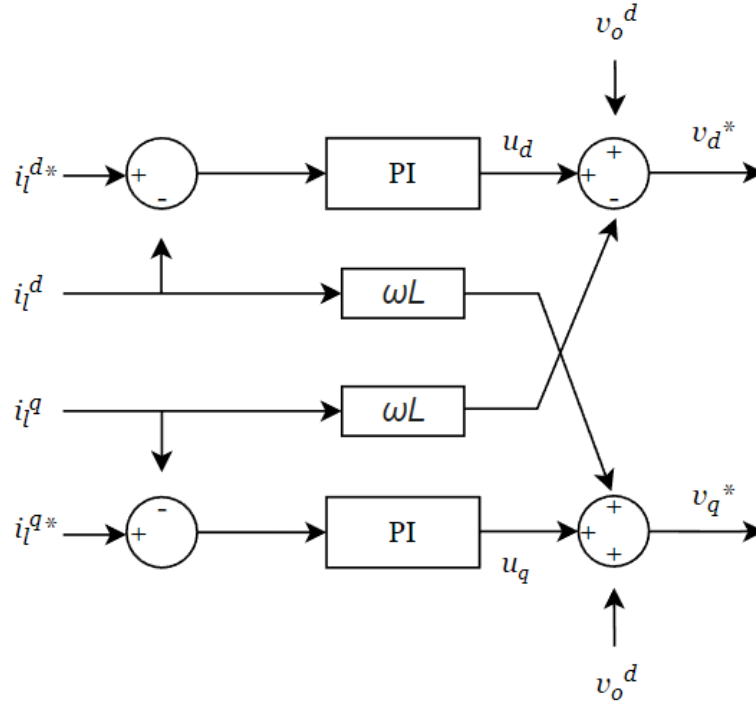 v_o^d
i_l^{d*} + - PI u_d + + - v_d^*
i_l^d ωL
i_l^q ωL
i_l^{q*} + - PI u_q + + + v_q^*
v_o^d